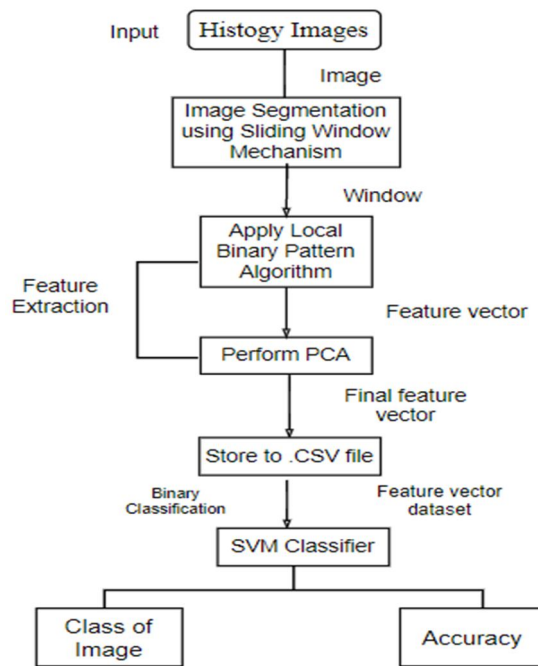 Input
Histogy Images
Image
Image Segmentation
using Sliding Window
Mechanism
Window
Apply Local
Binary Pattern
Algorithm
Feature
Extraction
Feature vector
Perform PCA
Final feature
vector
Store to .CSV file
Binary
Classification
Feature vector
dataset
SVM Classifier
Class of
Image
Accuracy